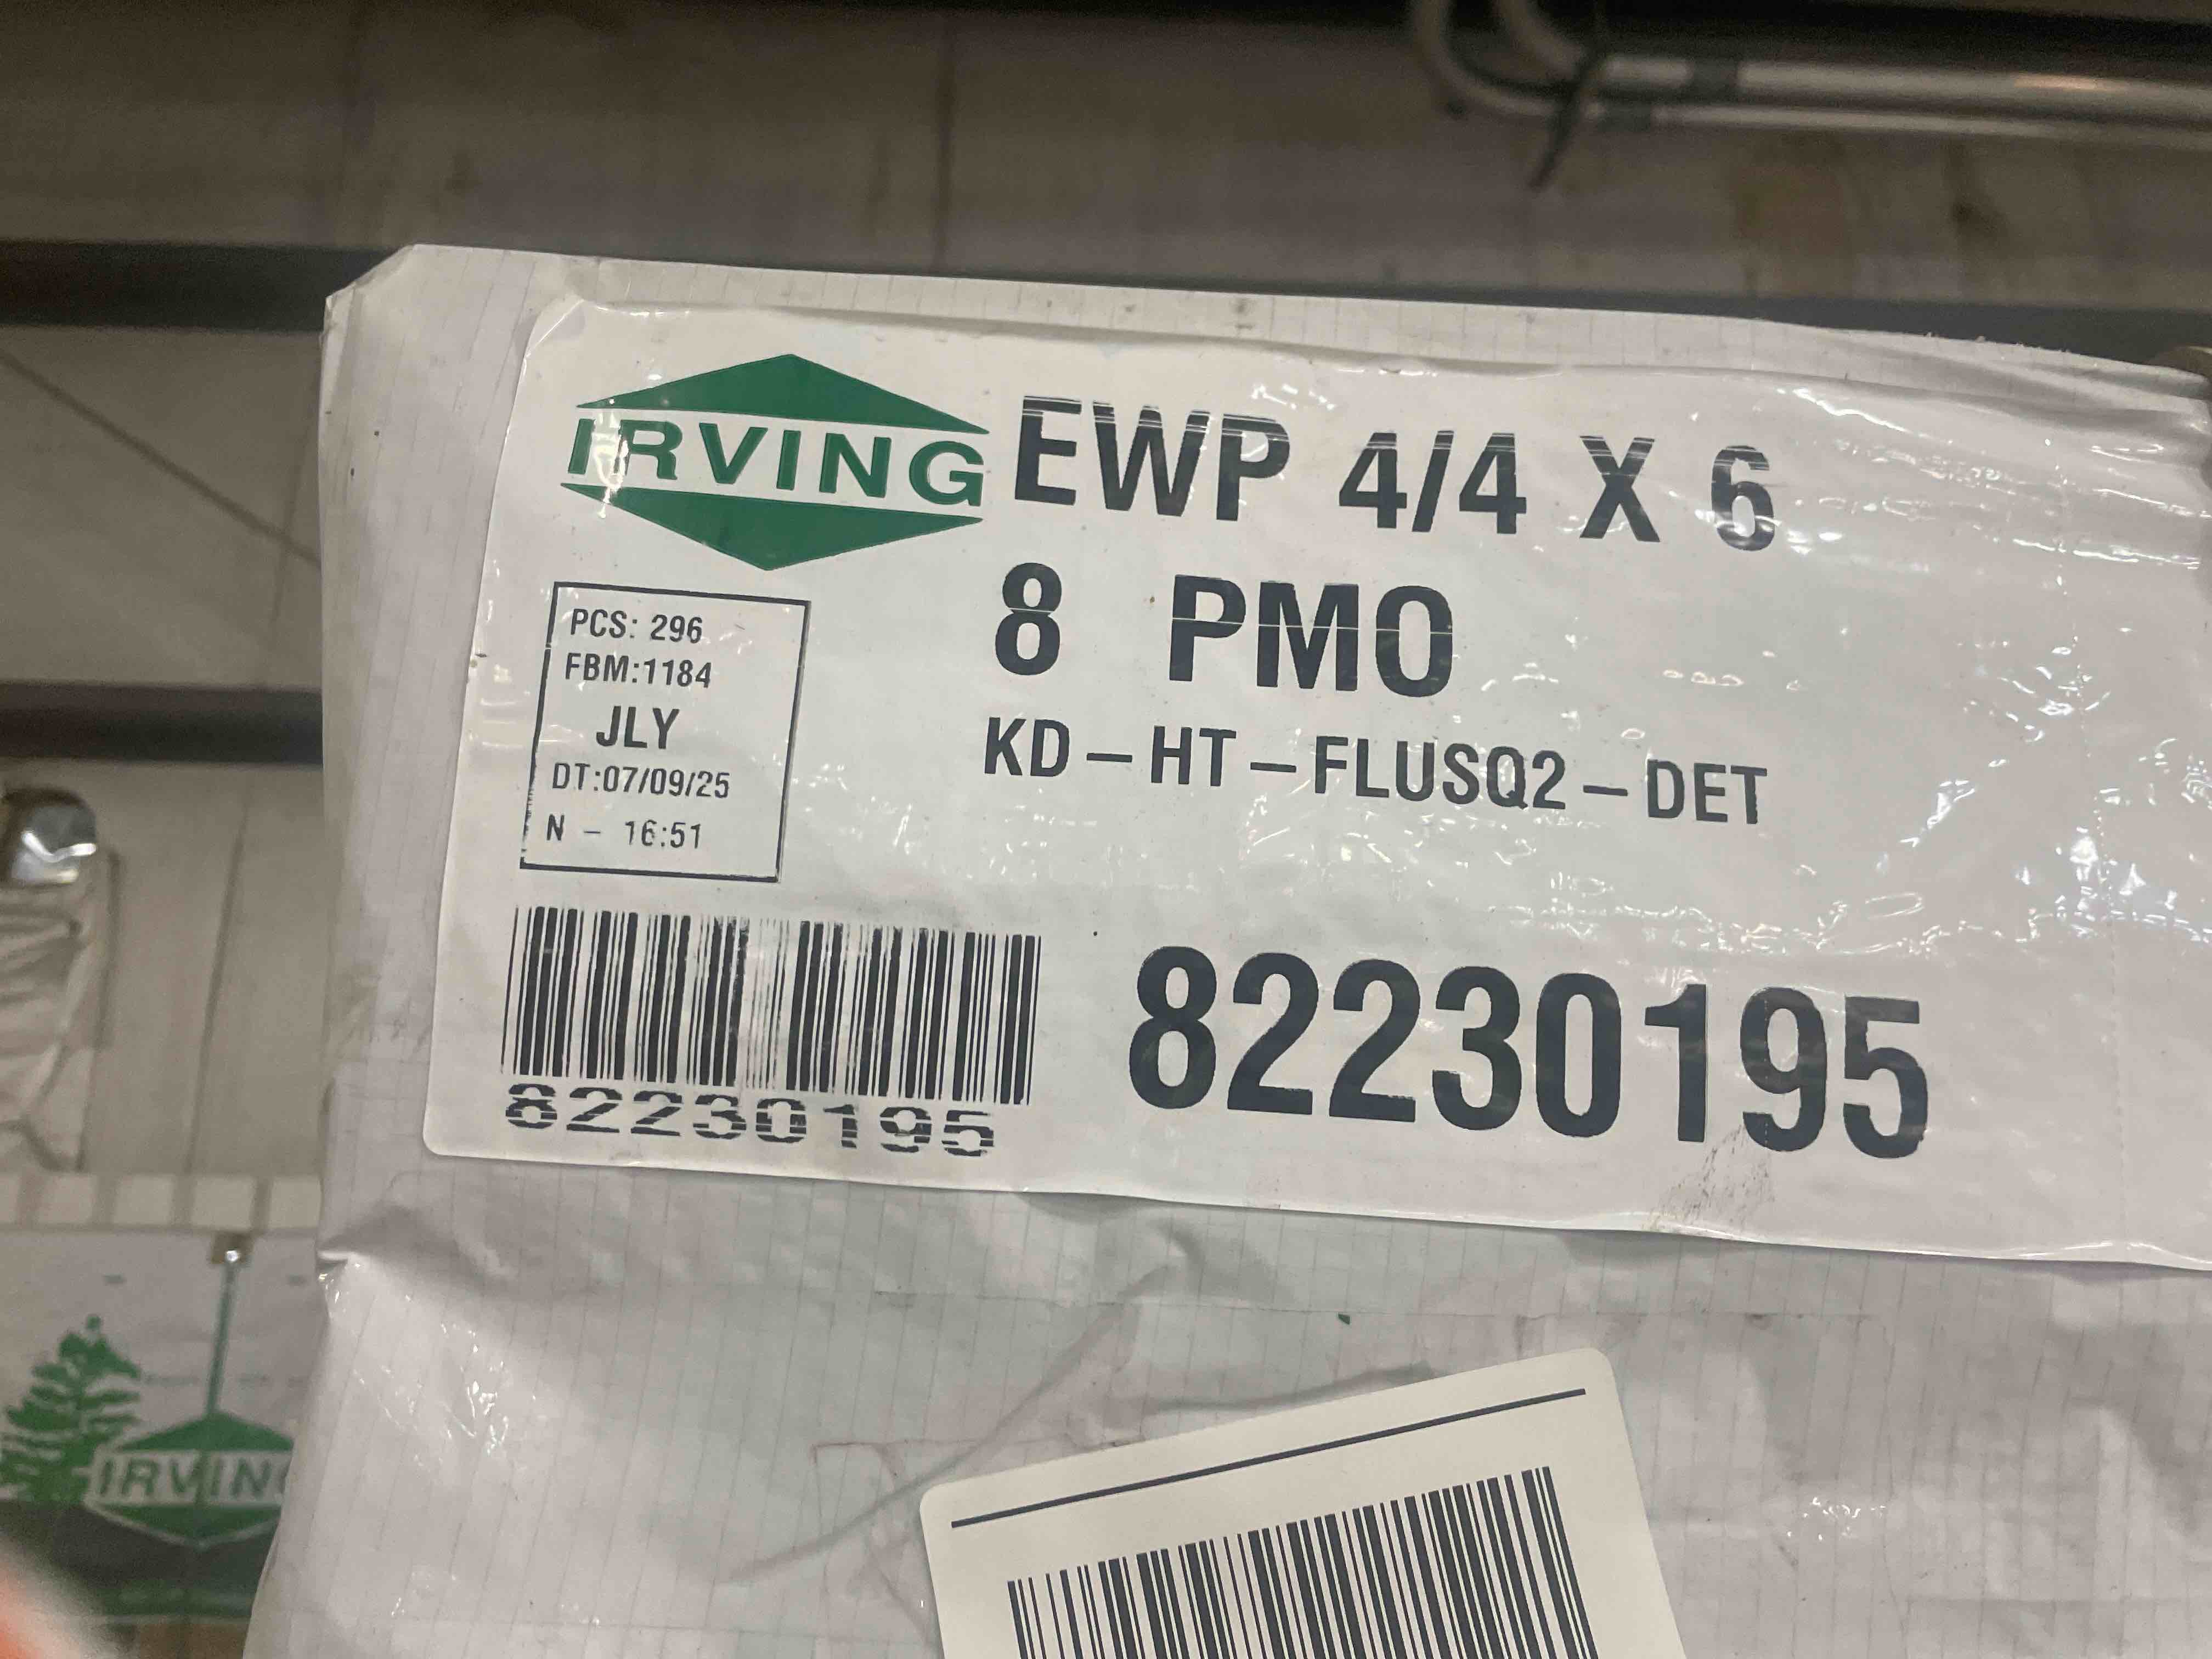 IRVING
EWP 4/4 X 6
8 PMO
KD-HT-FLUSQ2-DET
PCS: 296
FBM:1184
JLY
DT:07/09/25
N - 16:51
82230195
82230195
IRVING